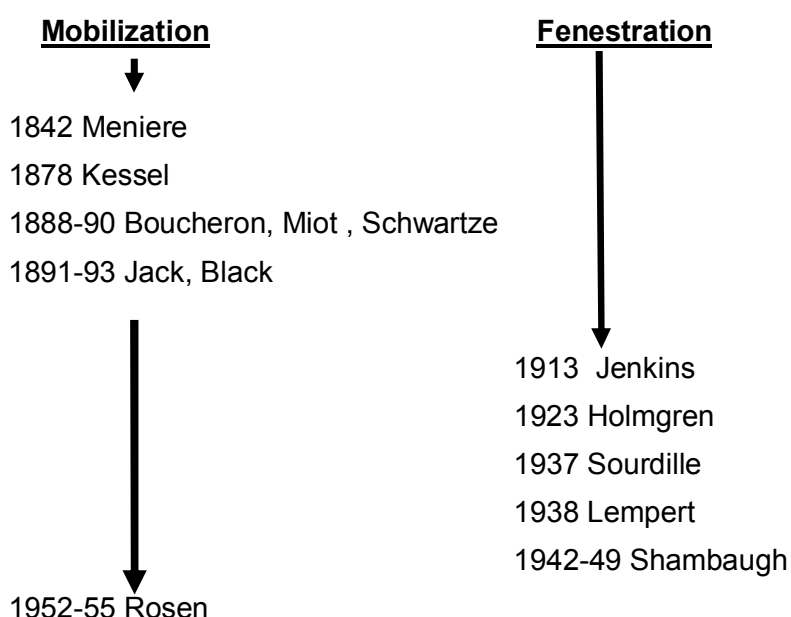 Mobilization
1842 Meniere
1878 Kessel
1888-90 Boucheron, Miot , Schwartze
1891-93 Jack, Black
1952-55 Rosen
Fenestration
1913 Jenkins
1923 Holmgren
1937 Sourdille
1938 Lempert
1942-49 Shambaugh